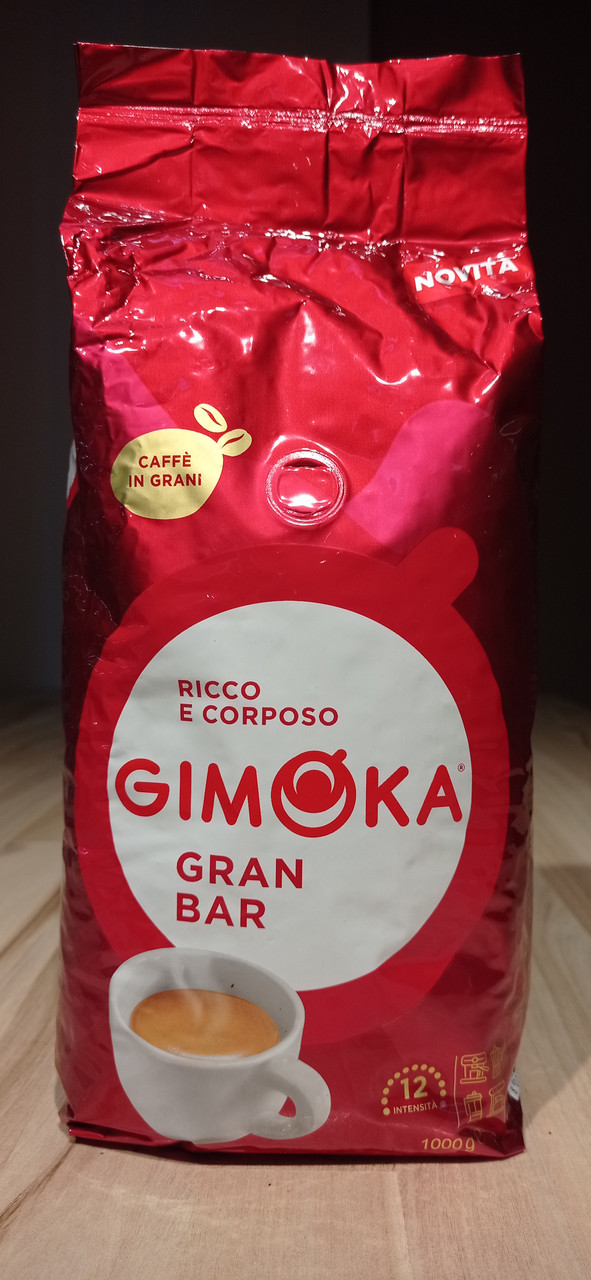 NOVITÀ
CAFFÈ
IN GRANI
RICCO
E CORPOSO
GIMOKA®
GRAN
BAR
12
INTENSITÀ
1000g